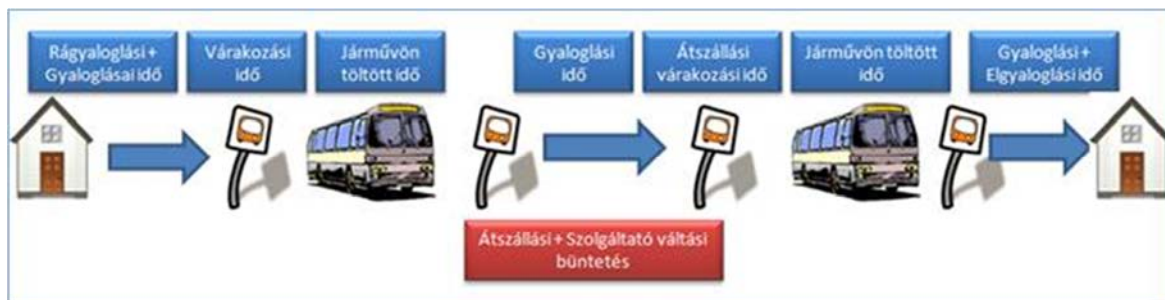 Rágyaloglási +
Gyaloglásai idő
Várakozási
idő
Járművön
töltött idő
Gyaloglási
idő
Átszállási
várakozási idő
Járművön töltött
idő
Gyaloglási +
Elgyaloglási idő
Átszállási + Szolgáltató váltási
büntetés